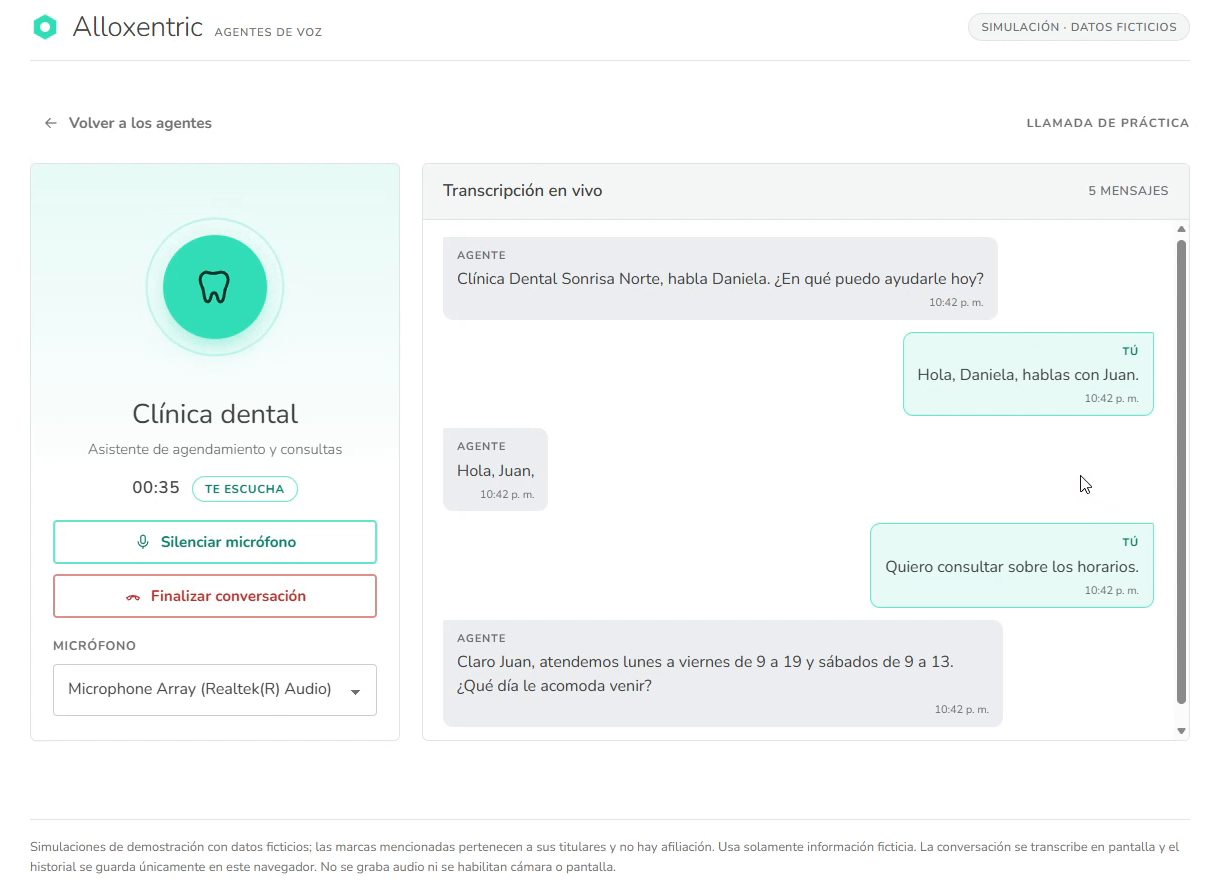 Alloxentric AGENTES DE VOZ
SIMULACIÓN · DATOS FICTICIOS
Volver a los agentes
LLAMADA DE PRÁCTICA
Clínica dental
Asistente de agendamiento y consultas
00:35 TE ESCUCHA
Silenciar micrófono
Finalizar conversación
MICRÓFONO
Microphone Array (Realtek(R) Audio)
Transcripción en vivo
5 MENSAJES
AGENTE
Clínica Dental Sonrisa Norte, habla Daniela. ¿En qué puedo ayudarle hoy?
10:42 p. m.
TÚ
Hola, Daniela, hablas con Juan.
10:42 p. m.
AGENTE
Hola, Juan,
10:42 p. m.
TÚ
Quiero consultar sobre los horarios.
10:42 p. m.
AGENTE
Claro Juan, atendemos lunes a viernes de 9 a 19 y sábados de 9 a 13.
¿Qué día le acomoda venir?
10:42 p. m.
Simulaciones de demostración con datos ficticios; las marcas mencionadas pertenecen a sus titulares y no hay afiliación. Usa solamente información ficticia. La conversación se transcribe en pantalla y el
historial se guarda únicamente en este navegador. No se graba audio ni se habilitan cámara o pantalla.